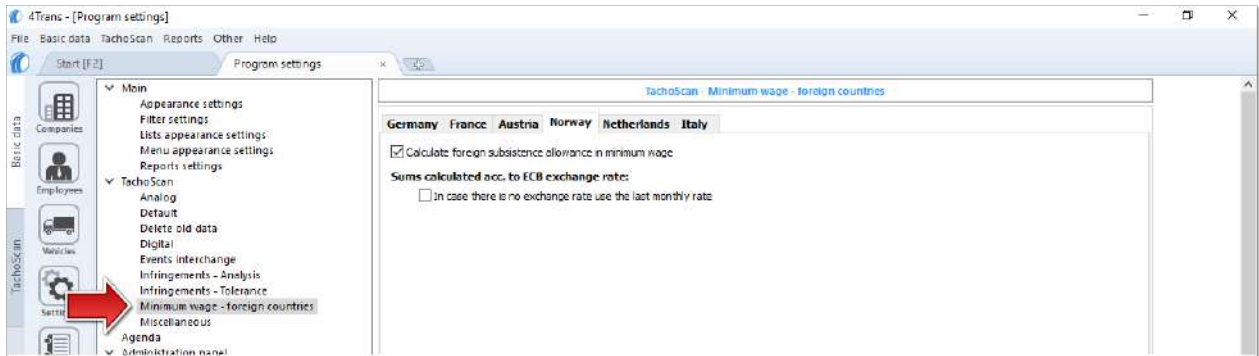 4Trans - [Program settings]
File Basic data TachoScan Reports Other Help
Start [F2]
Program settings
Basic data
TachoScan
Companies
Employees
Vehicles
Main
Appearance settings
Filter settings
Lists appearance settings
Menu appearance settings
Reports settings
TachoScan
Analog
Default
Delete old data
Digital
Events interchange
Infringements - Analysis
Infringements - Tolerance
Minimum wage - foreign countries
Miscellaneous
Agenda
Administration panel
TachoScan - Minimum wage - foreign countries
Germany France Austria Norway Netherlands Italy
Calculate foreign subsistence allowance in minimum wage
Sums calculated acc. to ECB exchange rate:
In case there is no exchange rate use the last monthly rate